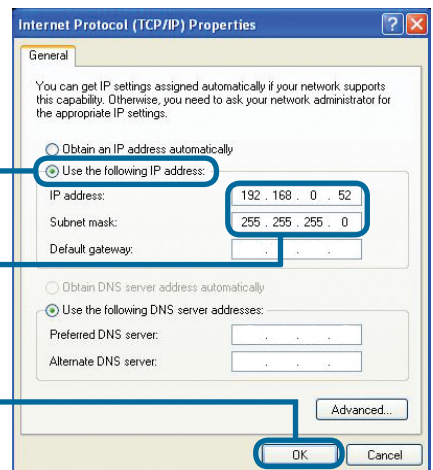 Internet Protocol (TCP/IP) Properties
General
You can get IP settings assigned automatically if your network supports
this capability. Otherwise, you need to ask your network administrator for
the appropriate IP settings.
Obtain an IP address automatically
Use the following IP address:
IP address: 192 . 168 . 0 . 52
Subnet mask: 255 . 255 . 255 . 0
Default gateway: . . .
Obtain DNS server address automatically
Use the following DNS server addresses:
Preferred DNS server: . . .
Alternate DNS server: . . .
Advanced...
OK Cancel